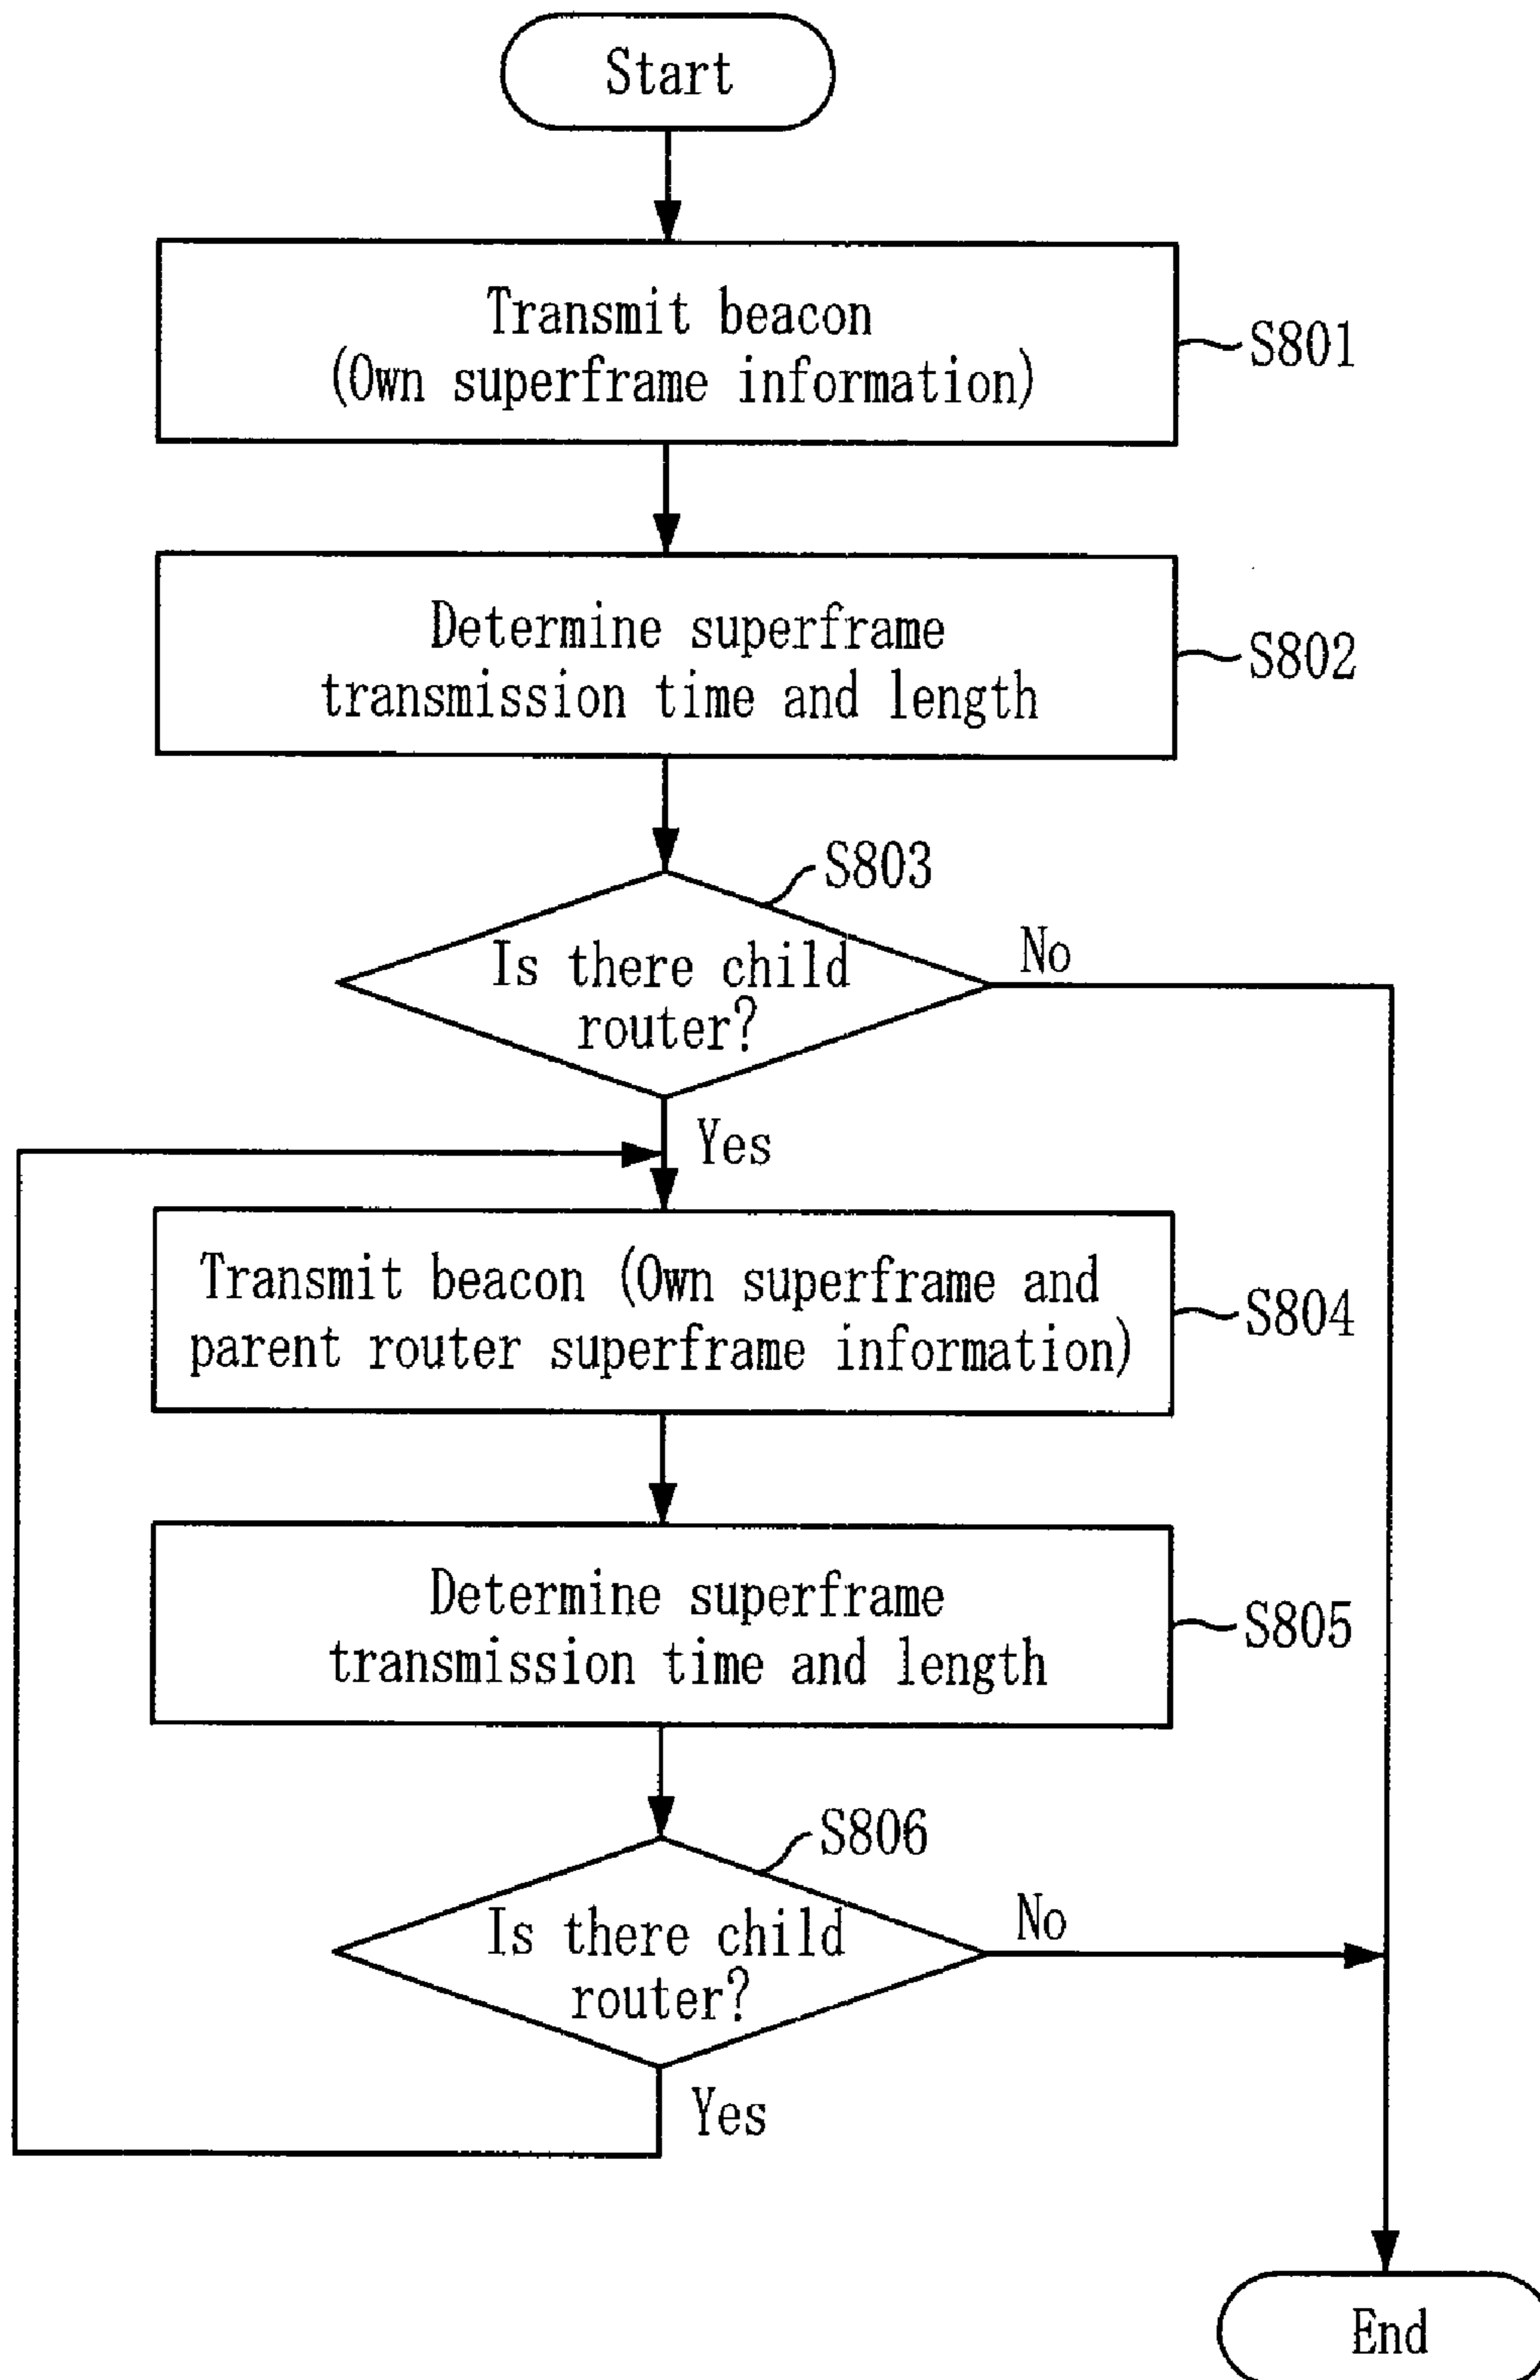 Start
Transmit beacon
(Own superframe information)
S801
Determine superframe
transmission time and length
S802
S803
Is there child
router?
No
Yes
Transmit beacon (Own superframe and
parent router superframe information)
S804
Determine superframe
transmission time and length
S805
S806
Is there child
router?
No
Yes
End